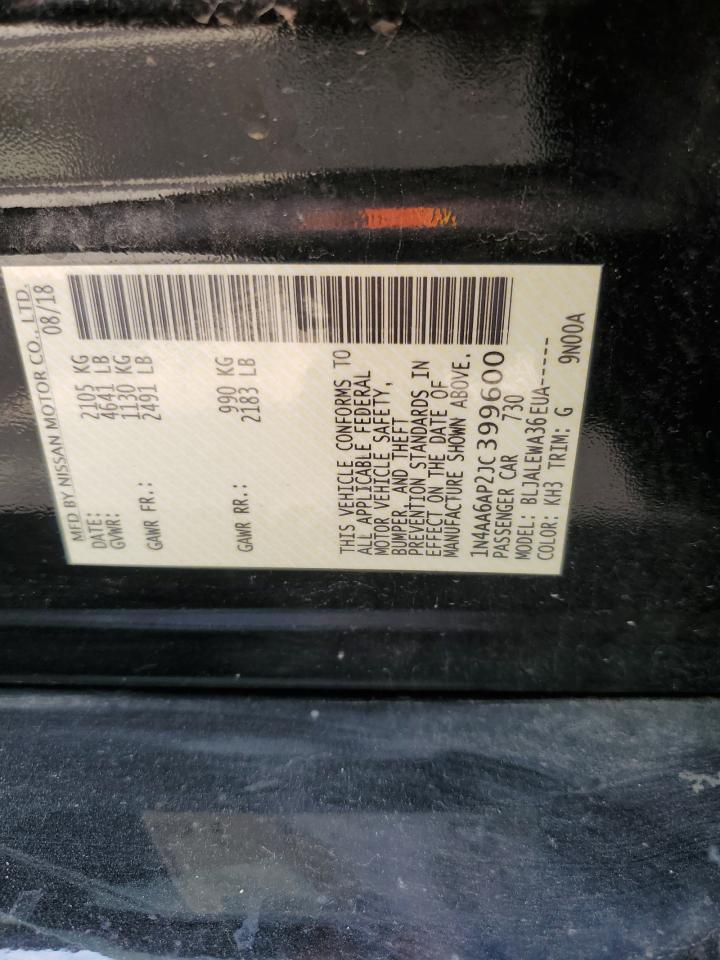 MFD BY NISSAN MOTOR CO., LTD.
DATE: 08/18
GVWR: 2105 KG
4641 LB
GAWR FR.: 1130 KG
2491 LB
GAWR RR.: 990 KG
2183 LB
THIS VEHICLE CONFORMS TO
ALL APPLICABLE FEDERAL
MOTOR VEHICLE SAFETY,
BUMPER, AND THEFT
PREVENTION STANDARDS IN
EFFECT ON THE DATE OF
MANUFACTURE SHOWN ABOVE.
1N4AA6AP2JC399600
PASSENGER CAR 730
MODEL: BLJALEWA36EUA------
COLOR: KH3 TRIM: G 9N00A